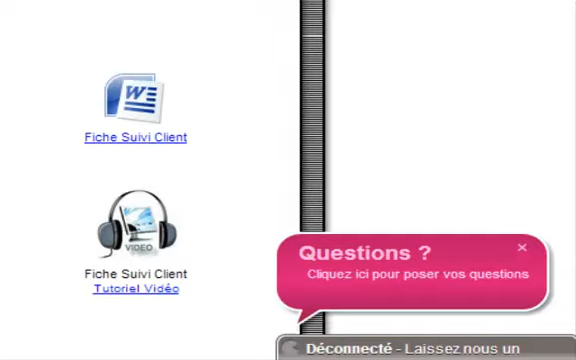 W
Fiche Suivi Client
VIDEO
Fiche Suivi Client
Tutoriel Vidéo
Questions ?
×
Cliquez ici pour poser vos questions
Déconnecté - Laissez nous un